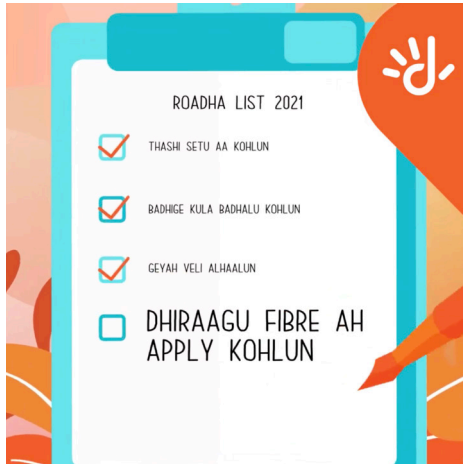 ROADHA LIST 2021
THASHI SETU AA KOHLUN
BADHIGE KULA BADHALU KOHLUN
GEYAH VELI ALHAALUN
DHIRAAGU FIBRE AH
APPLY KOHLUN